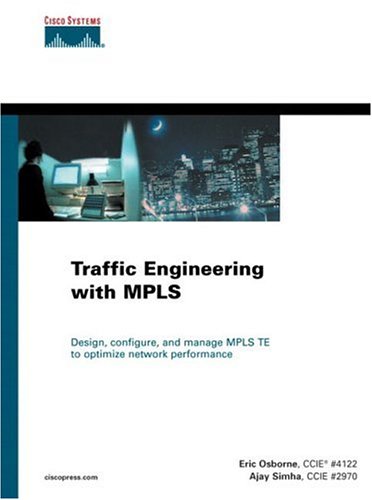 CISCO SYSTEMS
Traffic Engineering
with MPLS
Design, configure, and manage MPLS TE
to optimize network performance
Eric Osborne, CCIE® #4122
ciscopress.com Ajay Simha, CCIE #2970